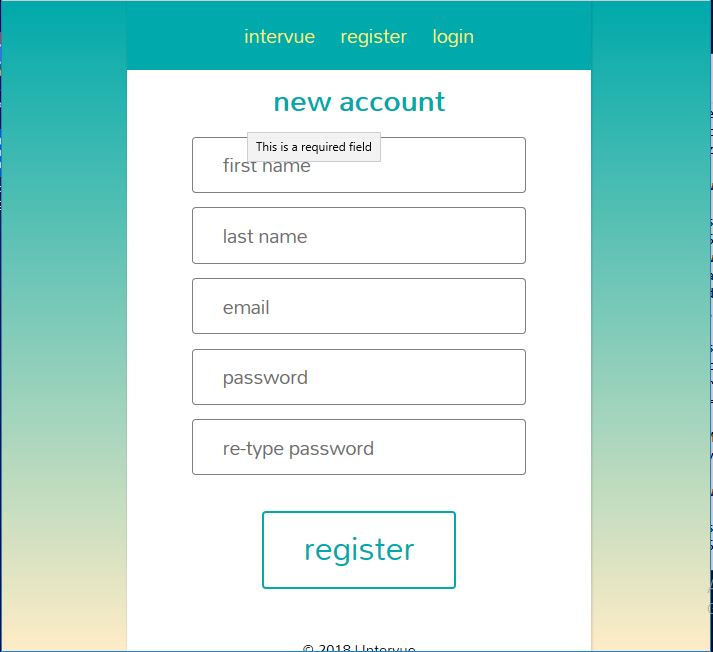 intervue register login
new account
This is a required field
first name
last name
email
password
re-type password
register
© 2018 | Intervue